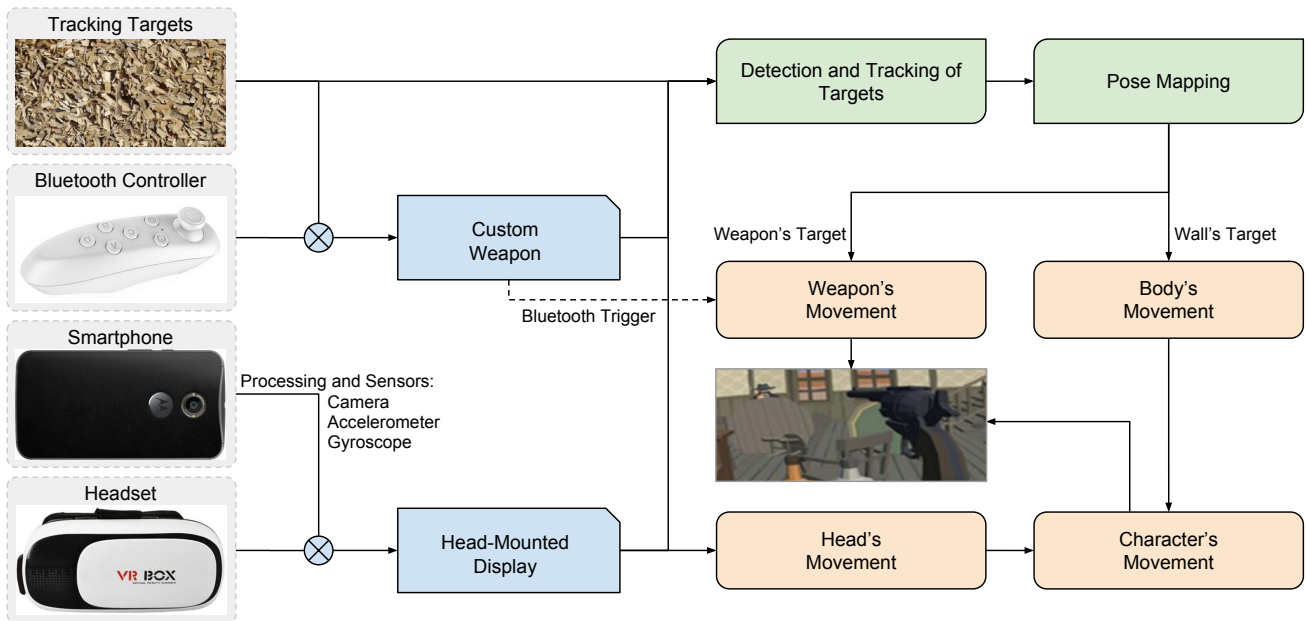 Tracking Targets
Bluetooth Controller
Smartphone
Headset
VR BOX
Processing and Sensors:
Camera
Accelerometer
Gyroscope
Custom
Weapon
Bluetooth Trigger
Head-Mounted
Display
Detection and Tracking of
Targets
Pose Mapping
Weapon's Target
Wall's Target
Weapon's
Movement
Body's
Movement
Head's
Movement
Character's
Movement